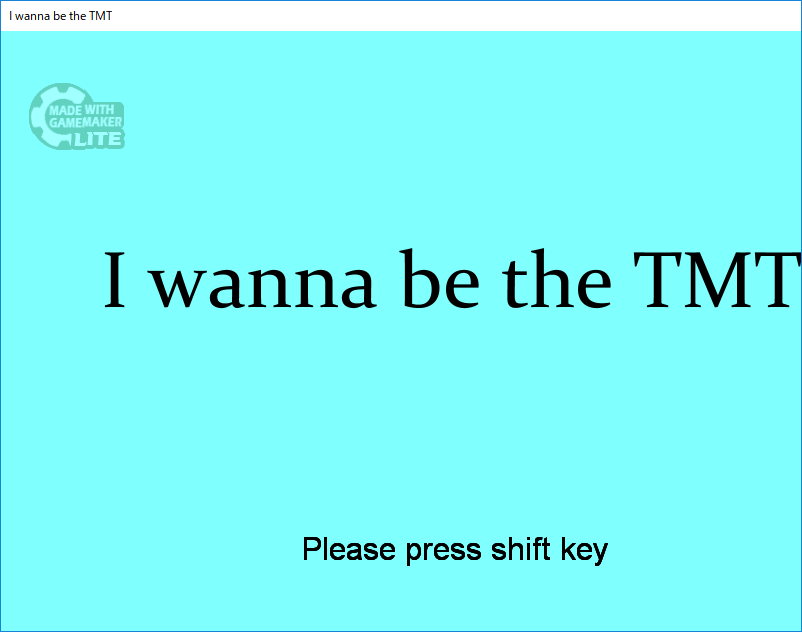 I wanna be the TMT
MADE WITH
GAMEMAKER
LITE
I wanna be the TMT
Please press shift key